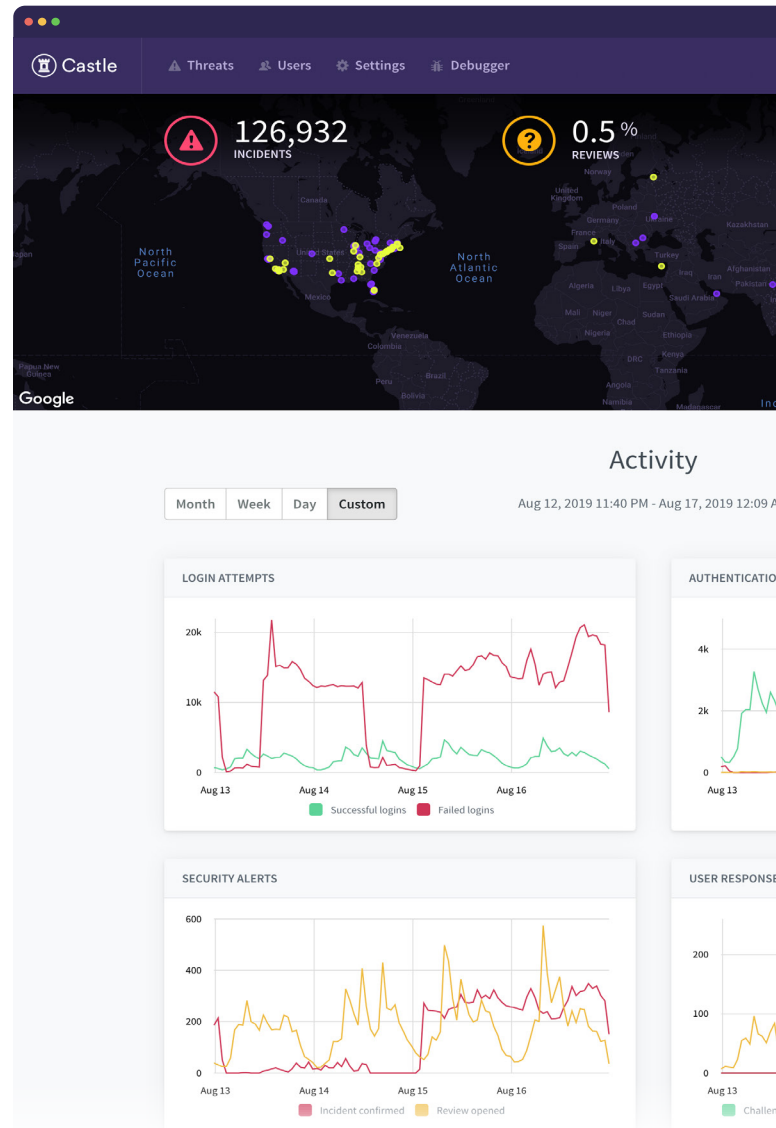 Castle
Threats
Users
Settings
Debugger
126,932
INCIDENTS
0.5 %
REVIEWS
Norway
Canada
United Kingdom
Poland
Germany
Ukraine
Kazakhstan
France
Italy
Spain
North Pacific Ocean
United States
North Atlantic Ocean
Turkey
Iraq
Iran
Afghanistan
Pakistan
Algeria
Libya
Egypt
Saudi Arabia
Mexico
Mali
Niger
Chad
Sudan
Nigeria
Ethiopia
Venezuela
Colombia
DRC
Kenya
Tanzania
Papua New Guinea
Peru
Brazil
Angola
Bolivia
Namibia
Madagascar
Google
Activity
Month
Week
Day
Custom
Aug 12, 2019 11:40 PM - Aug 17, 2019 12:09 A
LOGIN ATTEMPTS
20k
10k
0
Aug 13
Aug 14
Aug 15
Aug 16
Successful logins
Failed logins
AUTHENTICATIO
4k
2k
0
Aug 13
SECURITY ALERTS
600
400
200
0
Aug 13
Aug 14
Aug 15
Aug 16
Incident confirmed
Review opened
USER RESPONSE
200
100
0
Aug 13
Challen